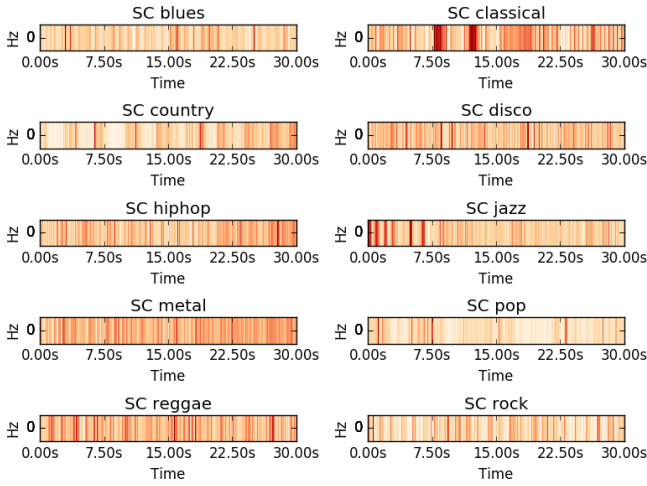 SC blues
Hz 0
0.00s 7.50s 15.00s 22.50s 30.00s
Time
SC classical
Hz 0
0.00s 7.50s 15.00s 22.50s 30.00s
Time
SC country
Hz 0
0.00s 7.50s 15.00s 22.50s 30.00s
Time
SC disco
Hz 0
0.00s 7.50s 15.00s 22.50s 30.00s
Time
SC hiphop
Hz 0
0.00s 7.50s 15.00s 22.50s 30.00s
Time
SC jazz
Hz 0
0.00s 7.50s 15.00s 22.50s 30.00s
Time
SC metal
Hz 0
0.00s 7.50s 15.00s 22.50s 30.00s
Time
SC pop
Hz 0
0.00s 7.50s 15.00s 22.50s 30.00s
Time
SC reggae
Hz 0
0.00s 7.50s 15.00s 22.50s 30.00s
Time
SC rock
Hz 0
0.00s 7.50s 15.00s 22.50s 30.00s
Time